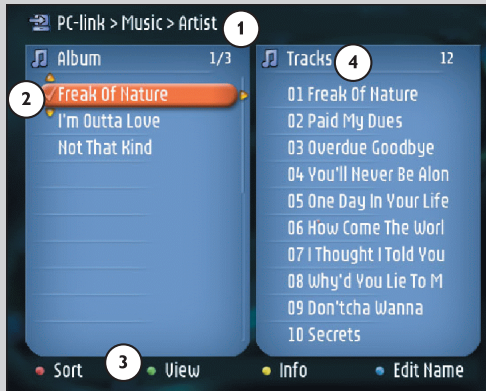 PC-link > Music > Artist
1
Album 1/3
2
Freak Of Nature
I'm Outta Love
Not That Kind
Tracks 12
4
01 Freak Of Nature
02 Paid My Dues
03 Overdue Goodbye
04 You'll Never Be Alon
05 One Day In Your Life
06 How Come The Worl
07 I Thought I Told You
08 Why'd You Lie To M
09 Don'tcha Wanna
10 Secrets
3
Sort View Info Edit Name